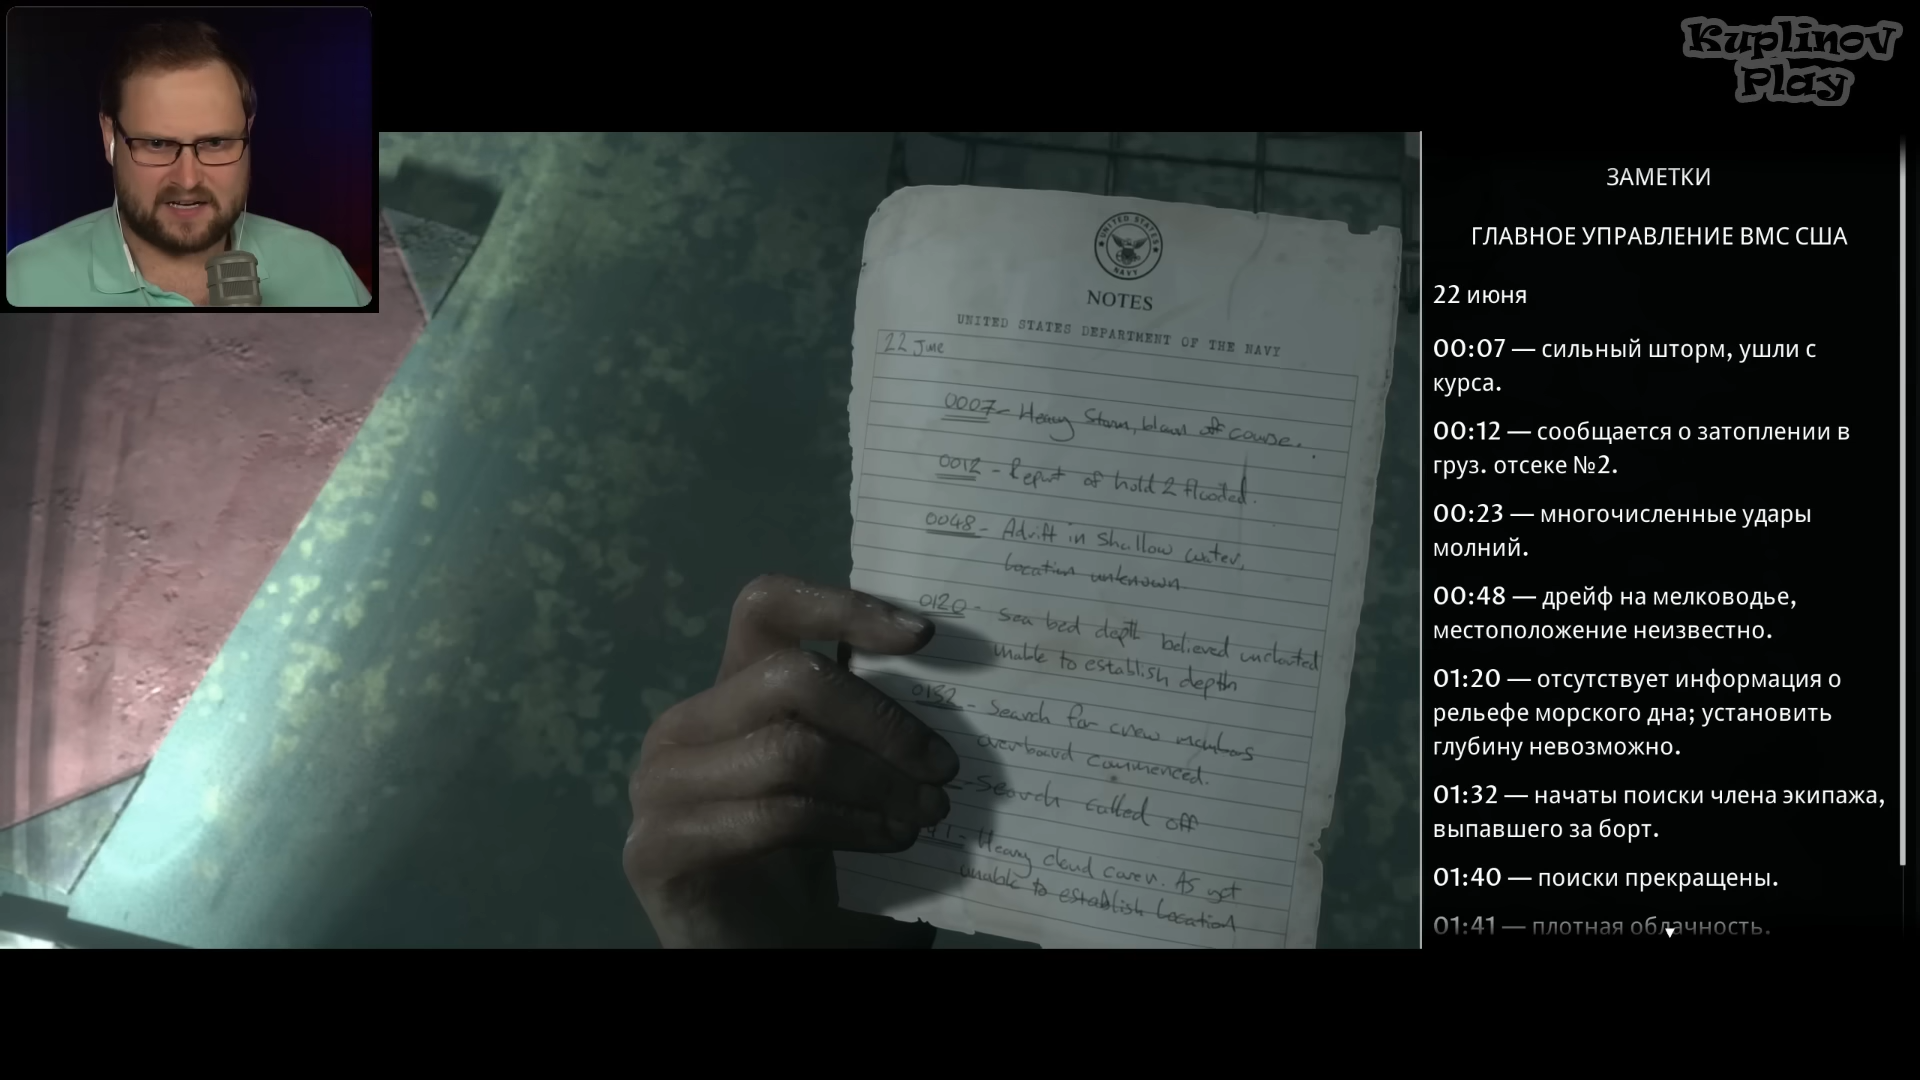 Kuplinov
Play
UNITED STATES
NAVY
NOTES
UNITED STATES DEPARTMENT OF THE NAVY
22 June
0007 - Heavy Storm, blown off course.
0012 - Report of hold 2 flooded.
0048 - Adrift in shallow water,
location unknown
0120 - sea bed depth believed uncharted
unable to establish depth
0132 - Search for crew members
overboard commenced.
- Search called off
41 - Heavy cloud cover. As yet
unable to establish location
ЗАМЕТКИ
ГЛАВНОЕ УПРАВЛЕНИЕ ВМС США
22 июня
00:07 — сильный шторм, ушли с
курса.
00:12 — сообщается о затоплении в
груз. отсеке №2.
00:23 — многочисленные удары
молний.
00:48 — дрейф на мелководье,
местоположение неизвестно.
01:20 — отсутствует информация о
рельефе морского дна; установить
глубину невозможно.
01:32 — начаты поиски члена экипажа,
выпавшего за борт.
01:40 — поиски прекращены.
01:41 — плотная облачность.